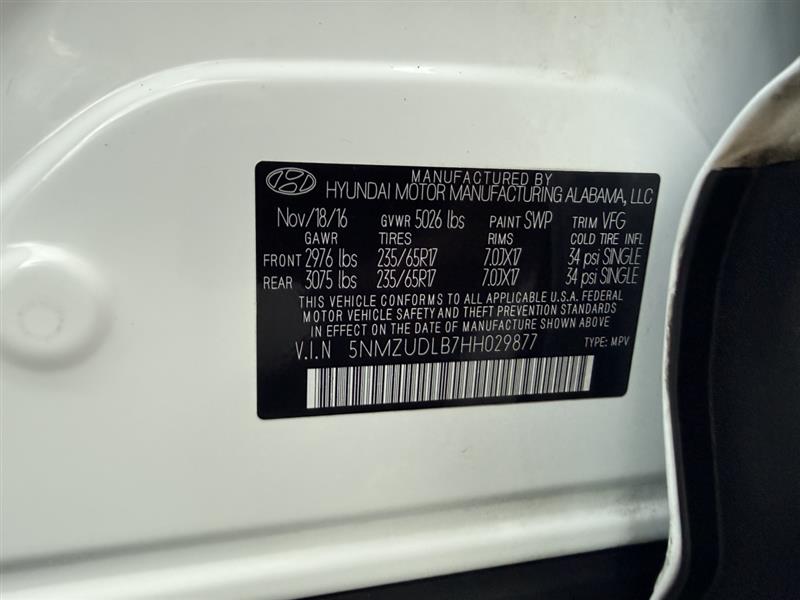 MANUFACTURED BY
HYUNDAI MOTOR MANUFACTURING ALABAMA, LLC
Nov/18/16 GVWR 5026 lbs PAINT SWP TRIM VFG
GAWR TIRES RIMS COLD TIRE INFL
FRONT 2976 lbs 235/65R17 7.0JX17 34 psi SINGLE
REAR 3075 lbs 235/65R17 7.0JX17 34 psi SINGLE
THIS VEHICLE CONFORMS TO ALL APPLICABLE U.S.A. FEDERAL
MOTOR VEHICLE SAFETY AND THEFT PREVENTION STANDARDS
IN EFFECT ON THE DATE OF MANUFACTURE SHOWN ABOVE
V.I.N 5NMZUDLB7HH029877 TYPE: MPV